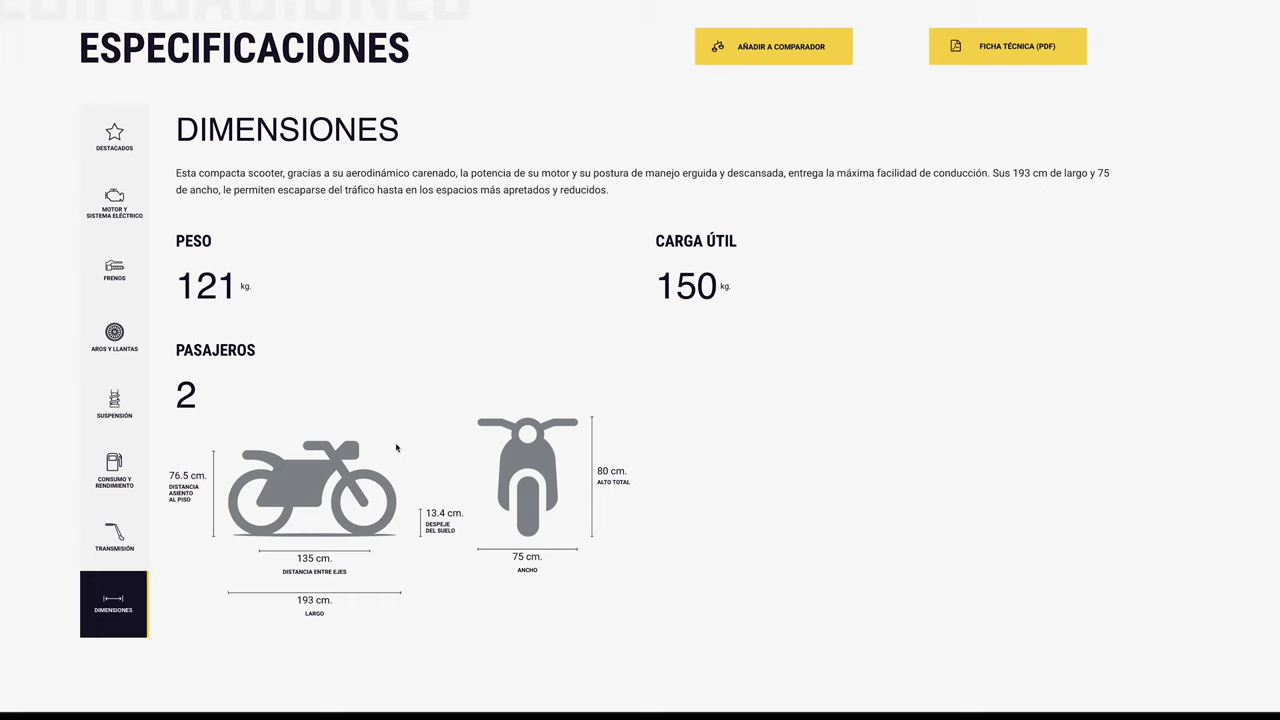 ESPECIFICACIONES
AÑADIR A COMPARADOR
FICHA TÉCNICA (PDF)
DESTACADOS
MOTOR Y
SISTEMA ELÉCTRICO
FRENOS
AROS Y LLANTAS
SUSPENSIÓN
CONSUMO Y
RENDIMIENTO
TRANSMISIÓN
DIMENSIONES
DIMENSIONES
Esta compacta scooter, gracias a su aerodinámico carenado, la potencia de su motor y su postura de manejo erguida y descansada, entrega la máxima facilidad de conducción. Sus 193 cm de largo y 75
de ancho, le permiten escaparse del tráfico hasta en los espacios más apretados y reducidos.
PESO
121 kg.
CARGA ÚTIL
150 kg.
PASAJEROS
2
76.5 cm.
DISTANCIA
ASIENTO
AL PISO
135 cm.
DISTANCIA ENTRE EJES
193 cm.
LARGO
13.4 cm.
DESPEJE
DEL SUELO
80 cm.
ALTO TOTAL
75 cm.
ANCHO